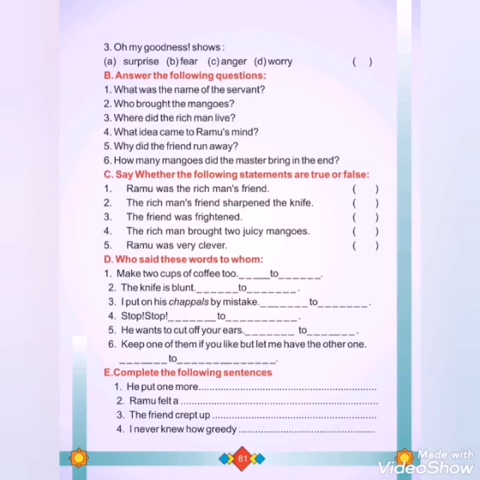 3. Oh my goodness! shows :
(a) surprise (b) fear (c) anger (d) worry ( )
B. Answer the following questions:
1. What was the name of the servant?
2. Who brought the mangoes?
3. Where did the rich man live?
4. What idea came to Ramu's mind?
5. Why did the friend run away?
6. How many mangoes did the master bring in the end?
C. Say Whether the following statements are true or false:
1. Ramu was the rich man's friend. ( )
2. The rich man's friend sharpened the knife. ( )
3. The friend was frightened. ( )
4. The rich man brought two juicy mangoes. ( )
5. Ramu was very clever. ( )
D. Who said these words to whom:
1. Make two cups of coffee too.______to______.
2. The knife is blunt.______to_______.
3. I put on his chappals by mistake._______ to________.
4. Stop!Stop!_______ to__________.
5. He wants to cut off your ears._______ to_______.
6. Keep one of them if you like but let me have the other one.
_______to______________.
E.Complete the following sentences
1. He put one more..........................................................
2. Ramu felt a ................................................................
3. The friend crept up .....................................................
4. I never knew how greedy ............................................
81
Made with
VideoShow